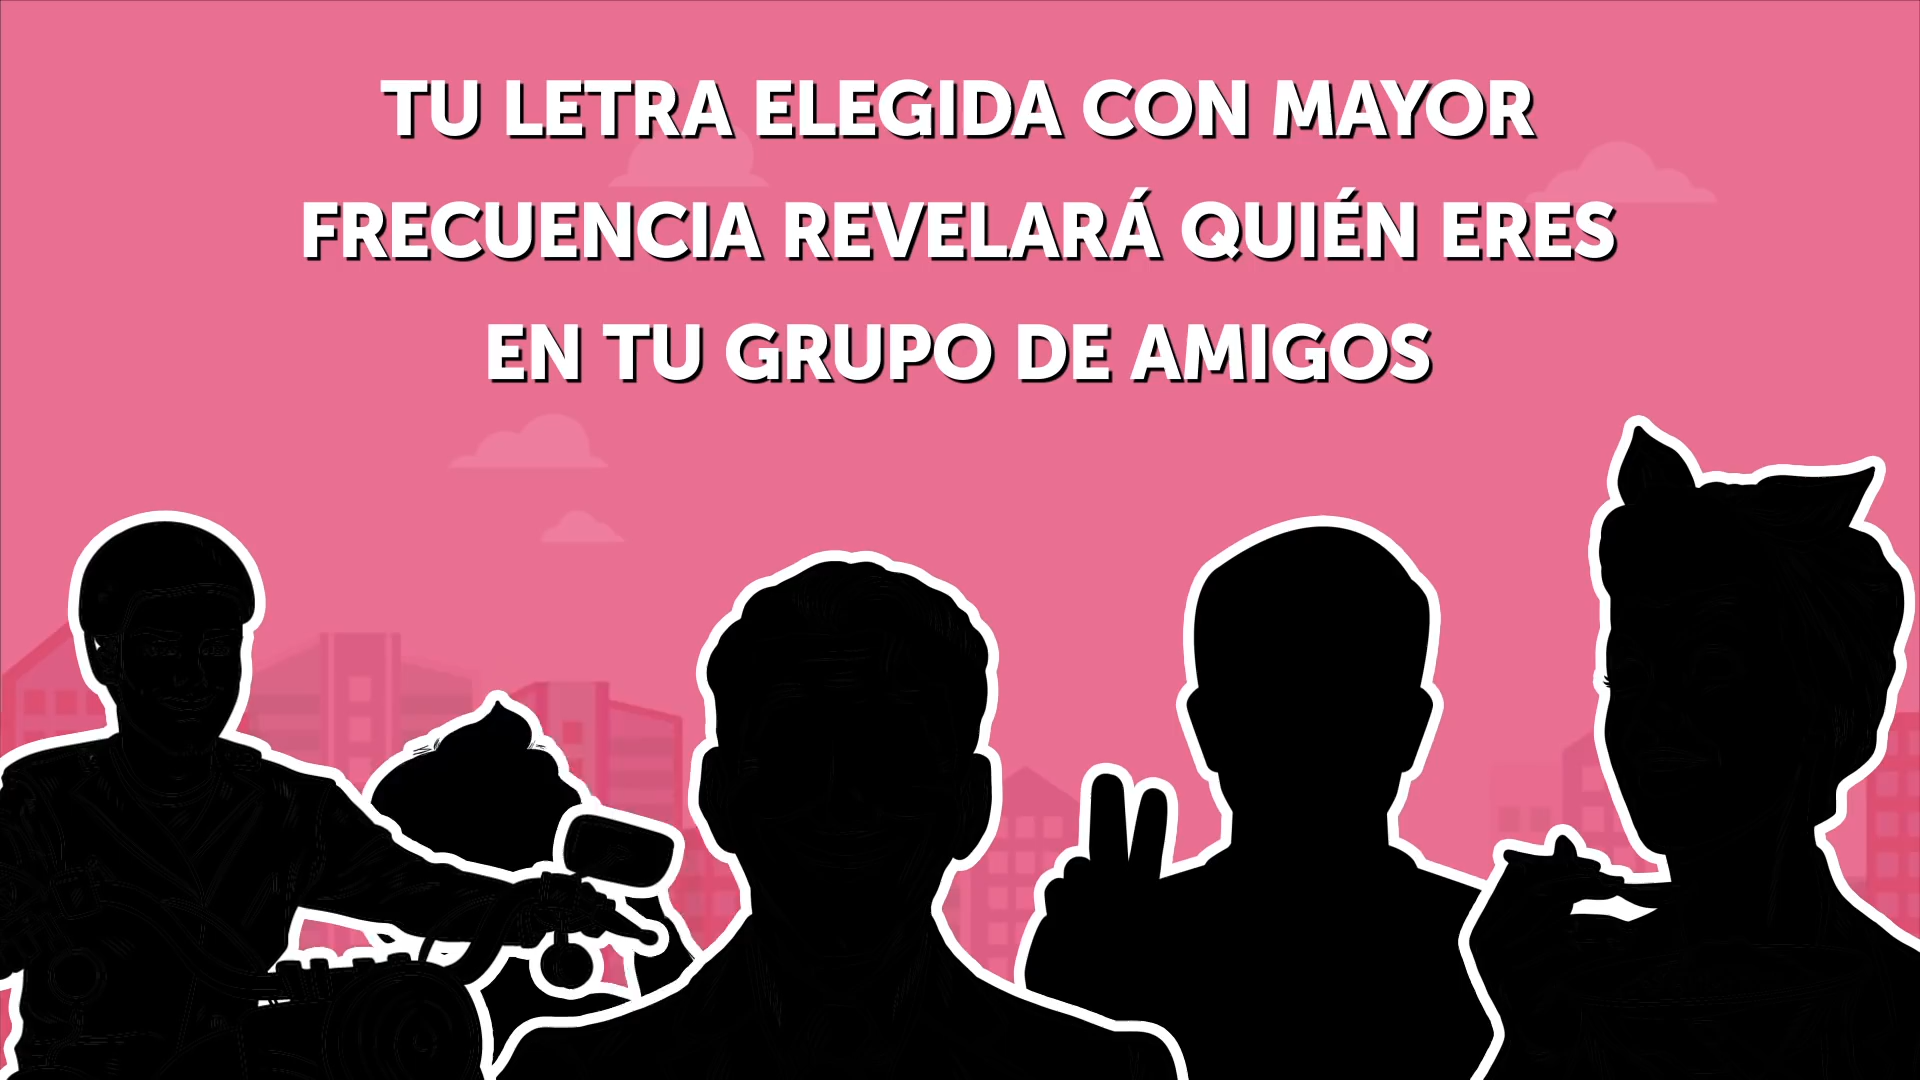 TU LETRA ELEGIDA CON MAYOR
FRECUENCIA REVELARÁ QUIÉN ERES
EN TU GRUPO DE AMIGOS